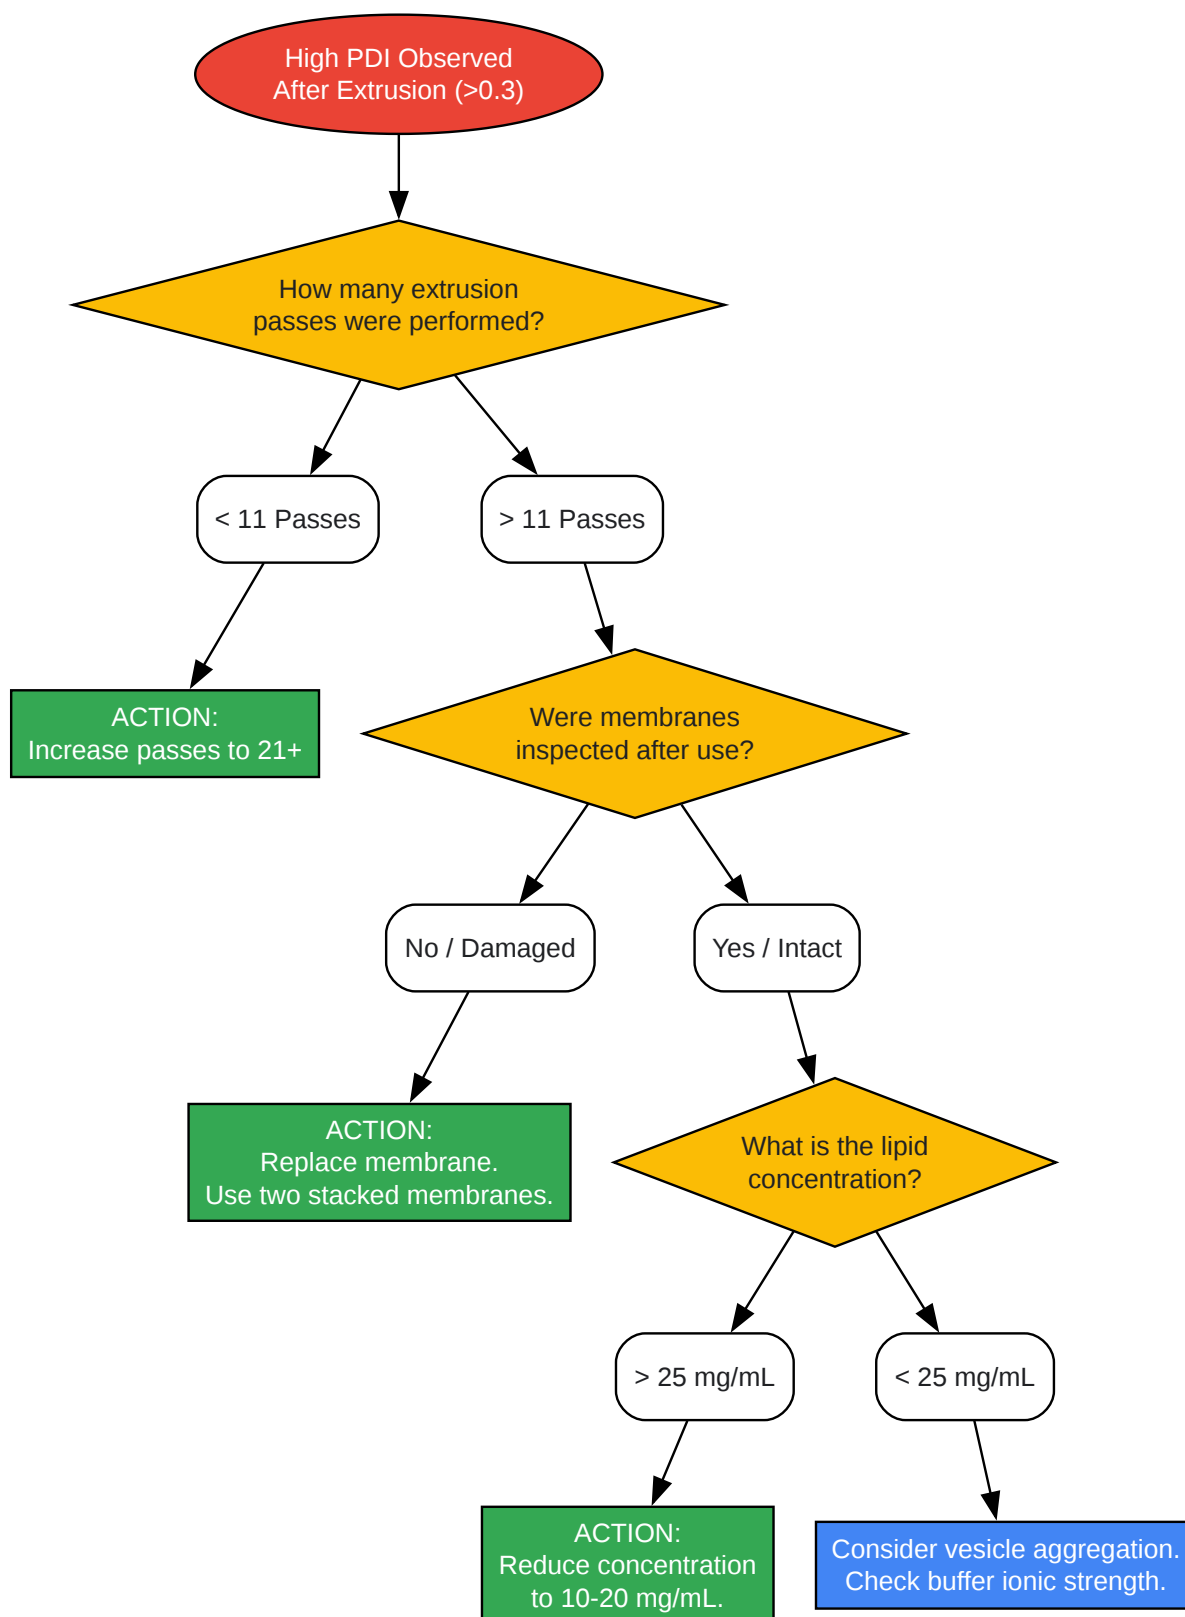 High PDI Observed
After Extrusion (>0.3)
How many extrusion
passes were performed?
< 11 Passes
> 11 Passes
ACTION:
Increase passes to 21+
Were membranes
inspected after use?
No / Damaged
Yes / Intact
ACTION:
Replace membrane.
Use two stacked membranes.
What is the lipid
concentration?
> 25 mg/mL
< 25 mg/mL
ACTION:
Reduce concentration
to 10-20 mg/mL.
Consider vesicle aggregation.
Check buffer ionic strength.